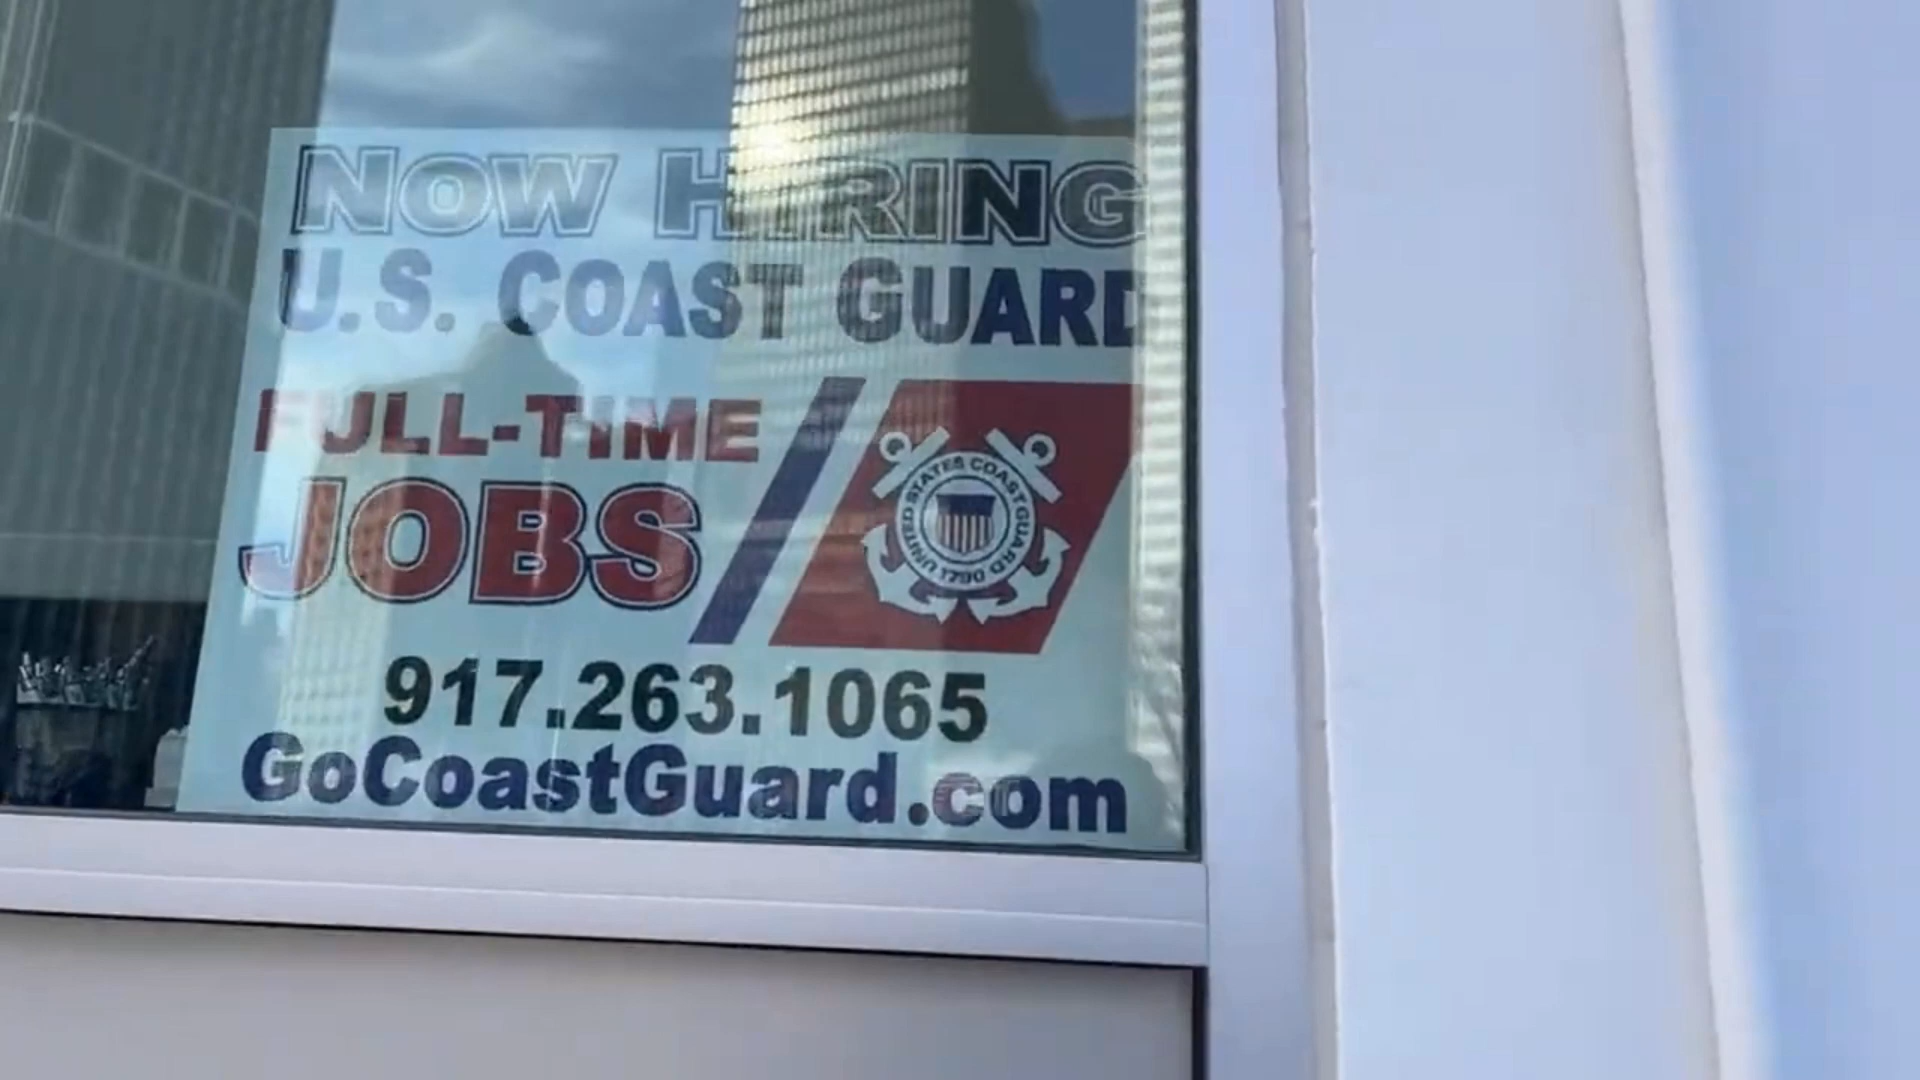 NOW HIRING
U.S. COAST GUARD
FULL-TIME
JOBS
UNITED STATES COAST GUARD
1790
917.263.1065
GoCoastGuard.com